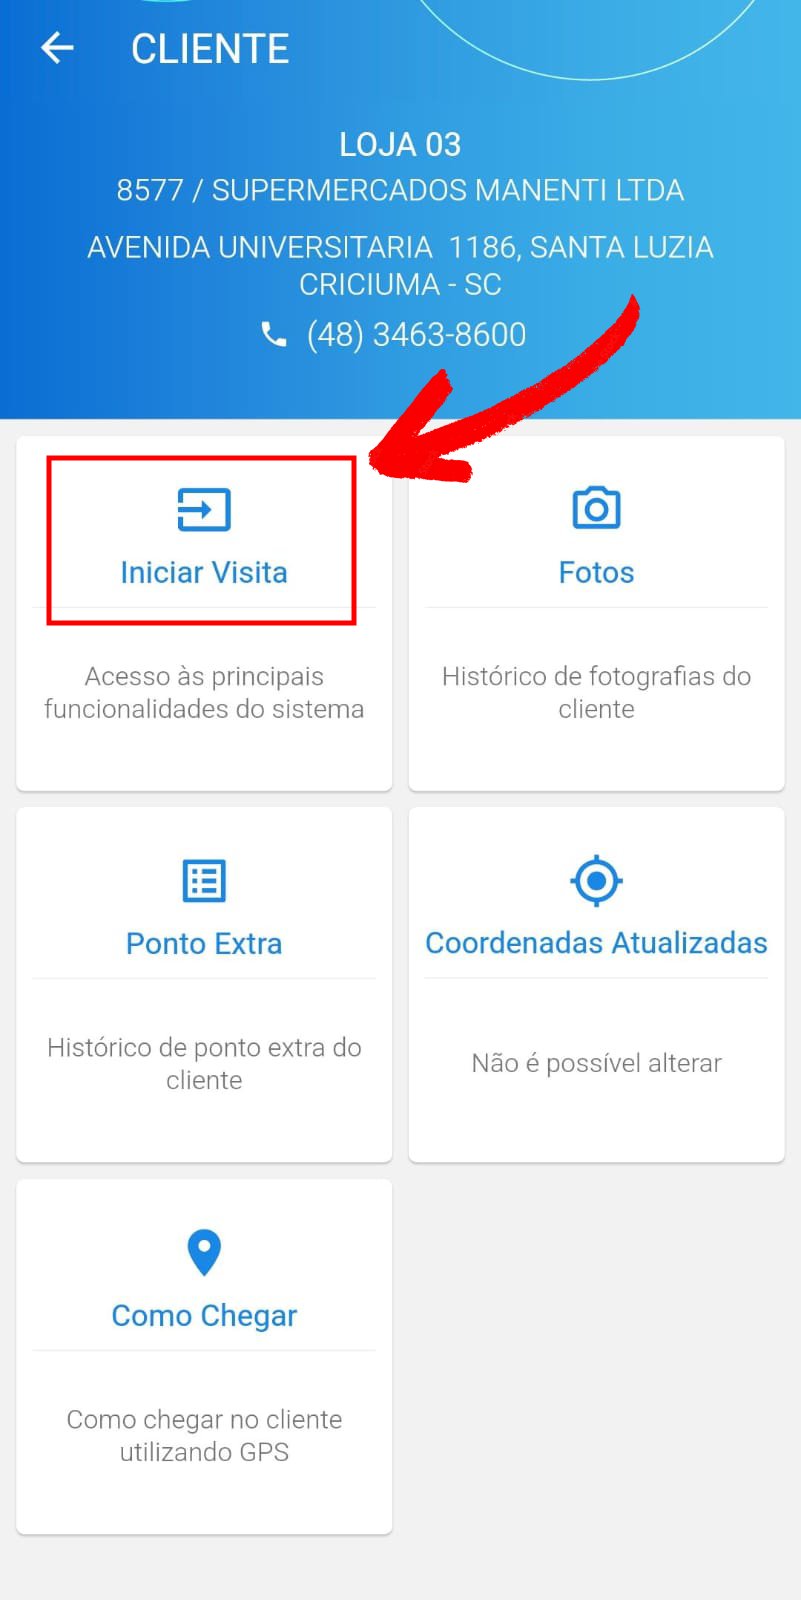 CLIENTE
LOJA 03
8577 / SUPERMERCADOS MANENTI LTDA
AVENIDA UNIVERSITARIA 1186, SANTA LUZIA
CRICIUMA - SC
(48) 3463-8600
Iniciar Visita
Acesso às principais
funcionalidades do sistema
Fotos
Histórico de fotografias do
cliente
Ponto Extra
Histórico de ponto extra do
cliente
Coordenadas Atualizadas
Não é possível alterar
Como Chegar
Como chegar no cliente
utilizando GPS